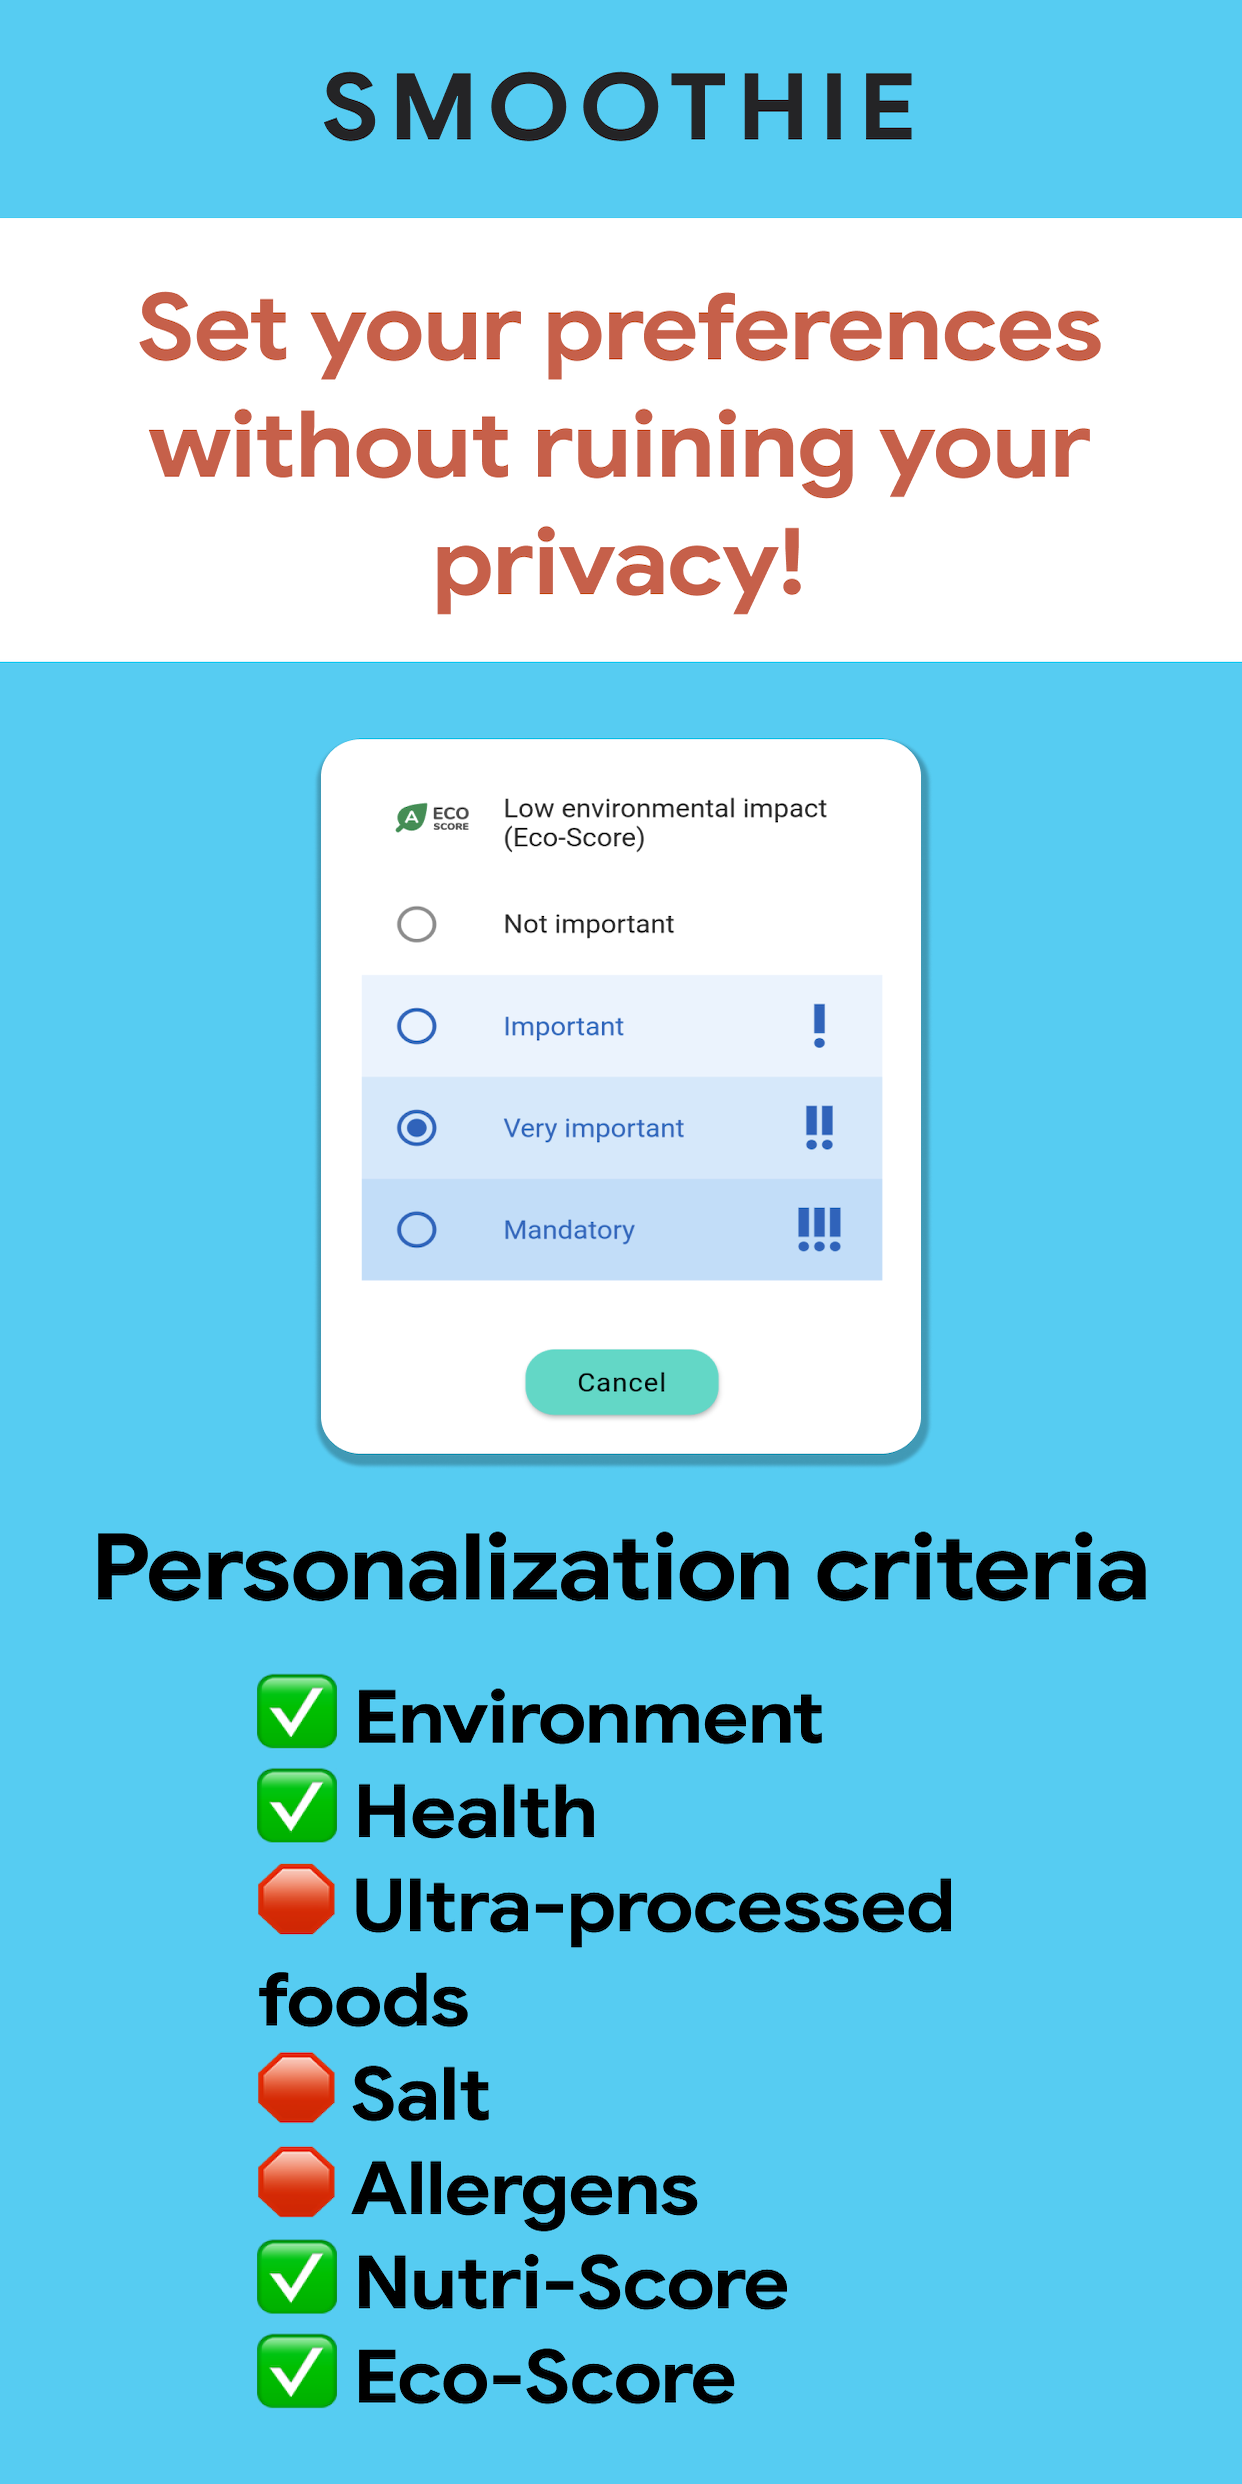 SMOOTHIE
Set your preferences
without ruining your
privacy!
A ECO
SCORE
Low environmental impact
(Eco-Score)
Not important
Important !
Very important !!
Mandatory !!!
Cancel
Personalization criteria
✅ Environment
✅ Health
🛑 Ultra-processed
foods
🛑 Salt
🛑 Allergens
✅ Nutri-Score
✅ Eco-Score